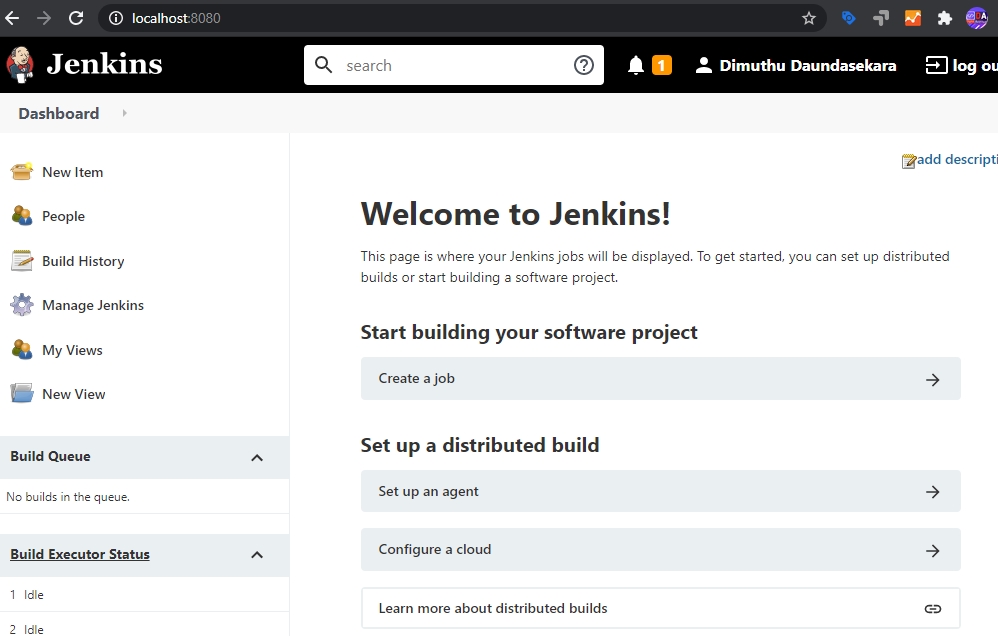 localhost:8080
Jenkins
search
1
Dimuthu Daundasekara
log ou
Dashboard
New Item
People
Build History
Manage Jenkins
My Views
New View
Build Queue
No builds in the queue.
Build Executor Status
1 Idle
2 Idle
add descripti
Welcome to Jenkins!
This page is where your Jenkins jobs will be displayed. To get started, you can set up distributed
builds or start building a software project.
Start building your software project
Create a job
Set up a distributed build
Set up an agent
Configure a cloud
Learn more about distributed builds